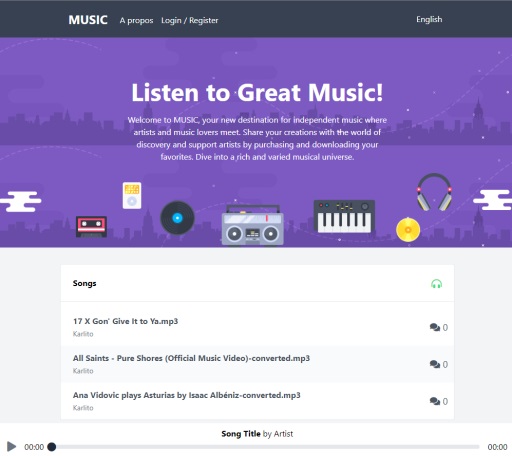 MUSIC A propos Login / Register English
Listen to Great Music!
Welcome to MUSIC, your new destination for independent music where
artists and music lovers meet. Share your creations with the world of
discovery and support artists by purchasing and downloading your
favorites. Dive into a rich and varied musical universe.
Songs
17 X Gon' Give It to Ya.mp3
Karlito
0
All Saints - Pure Shores (Official Music Video)-converted.mp3
Karlito
0
Ana Vidovic plays Asturias by Isaac Albéniz-converted.mp3
Karlito
0
Song Title by Artist
00:00 00:00